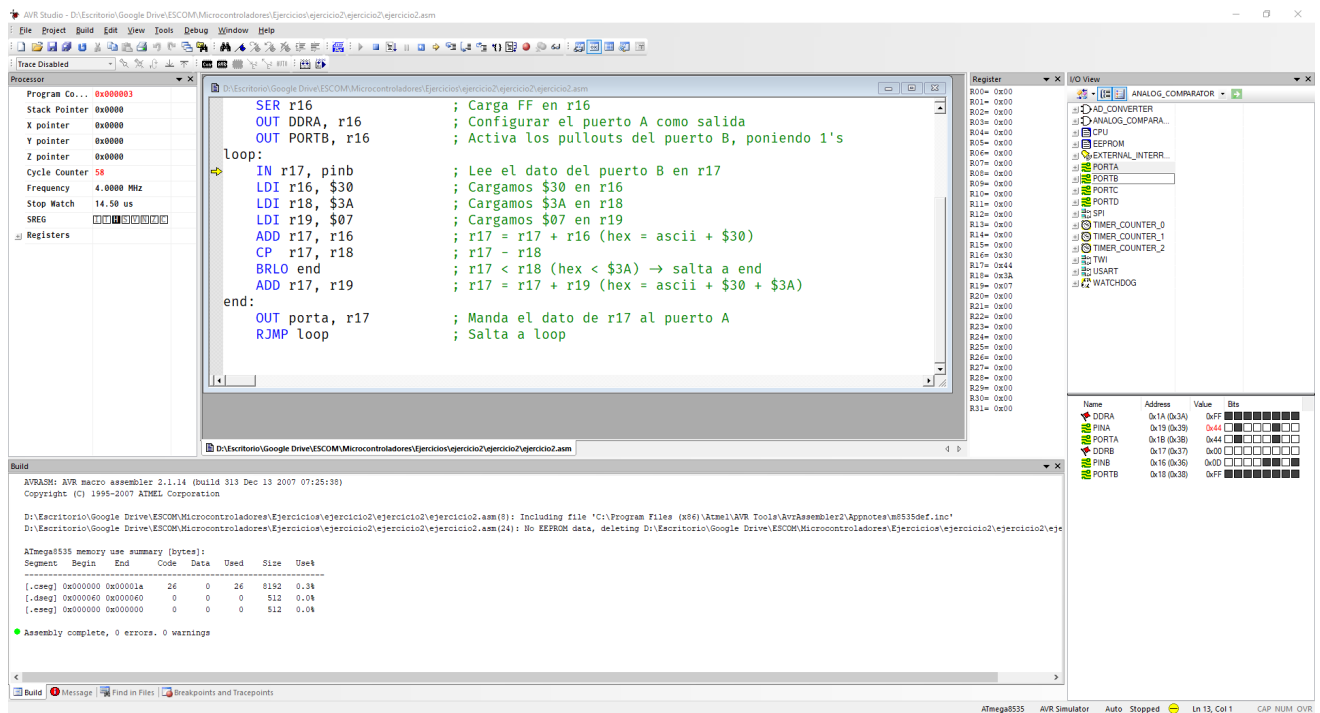 AVR Studio - D:\Escritorio\Google Drive\ESCOM\Microcontroladores\Ejercicios\ejercicio2\ejercicio2\ejercicio2.asm
File Project Build Edit View Tools Debug Window Help
Trace Disabled
Processor
Program Co... 0x000003
Stack Pointer 0x0000
X pointer 0x0000
Y pointer 0x0000
Z pointer 0x0000
Cycle Counter 58
Frequency 4.0000 MHz
Stop Watch 14.50 us
SREG I T H S V N Z C
Registers
D:\Escritorio\Google Drive\ESCOM\Microcontroladores\Ejercicios\ejercicio2\ejercicio2\ejercicio2.asm
SER r16 ; Carga FF en r16
OUT DDRA, r16 ; Configurar el puerto A como salida
OUT PORTB, r16 ; Activa los pullouts del puerto B, poniendo 1's
loop:
IN r17, pinb ; Lee el dato del puerto B en r17
LDI r16, $30 ; Cargamos $30 en r16
LDI r18, $3A ; Cargamos $3A en r18
LDI r19, $07 ; Cargamos $07 en r19
ADD r17, r16 ; r17 = r17 + r16 (hex = ascii + $30)
CP r17, r18 ; r17 - r18
BRLO end ; r17 < r18 (hex < $3A) → salta a end
ADD r17, r19 ; r17 = r17 + r19 (hex = ascii + $30 + $3A)
end:
OUT porta, r17 ; Manda el dato de r17 al puerto A
RJMP loop ; Salta a loop
D:\Escritorio\Google Drive\ESCOM\Microcontroladores\Ejercicios\ejercicio2\ejercicio2\ejercicio2.asm
Register
R00= 0x00
R01= 0x00
R02= 0x00
R03= 0x00
R04= 0x00
R05= 0x00
R06= 0x00
R07= 0x00
R08= 0x00
R09= 0x00
R10= 0x00
R11= 0x00
R12= 0x00
R13= 0x00
R14= 0x00
R15= 0x00
R16= 0x30
R17= 0x44
R18= 0x3A
R19= 0x07
R20= 0x00
R21= 0x00
R22= 0x00
R23= 0x00
R24= 0x00
R25= 0x00
R26= 0x00
R27= 0x00
R28= 0x00
R29= 0x00
R30= 0x00
R31= 0x00
I/O View
ANALOG_COMPARATOR
AD_CONVERTER
ANALOG_COMPARA...
CPU
EEPROM
EXTERNAL_INTERR...
PORTA
PORTB
PORTC
PORTD
SPI
TIMER_COUNTER_0
TIMER_COUNTER_1
TIMER_COUNTER_2
TWI
USART
WATCHDOG
Name Address Value Bits
DDRA 0x1A (0x3A) 0xFF
PINA 0x19 (0x39) 0x44
PORTA 0x1B (0x3B) 0x44
DDRB 0x17 (0x37) 0x00
PINB 0x16 (0x36) 0x0D
PORTB 0x18 (0x38) 0xFF
Build
AVRASM: AVR macro assembler 2.1.14 (build 313 Dec 13 2007 07:25:38)
Copyright (C) 1995-2007 ATMEL Corporation
D:\Escritorio\Google Drive\ESCOM\Microcontroladores\Ejercicios\ejercicio2\ejercicio2\ejercicio2.asm(8): Including file 'C:\Program Files (x86)\Atmel\AVR Tools\AvrAssembler2\Appnotes\m8535def.inc'
D:\Escritorio\Google Drive\ESCOM\Microcontroladores\Ejercicios\ejercicio2\ejercicio2\ejercicio2.asm(24): No EEPROM data, deleting D:\Escritorio\Google Drive\ESCOM\Microcontroladores\Ejercicios\ejercicio2\ejercicio2\eje
ATmega8535 memory use summary [bytes]:
Segment Begin End Code Data Used Size Use%
---------------------------------------------------------------
[.cseg] 0x000000 0x00001a 26 0 26 8192 0.3%
[.dseg] 0x000060 0x000060 0 0 0 512 0.0%
[.eseg] 0x000000 0x000000 0 0 0 512 0.0%
Assembly complete, 0 errors. 0 warnings
Build Message Find in Files Breakpoints and Tracepoints
ATmega8535 AVR Simulator Auto Stopped Ln 13, Col 1 CAP NUM OVR